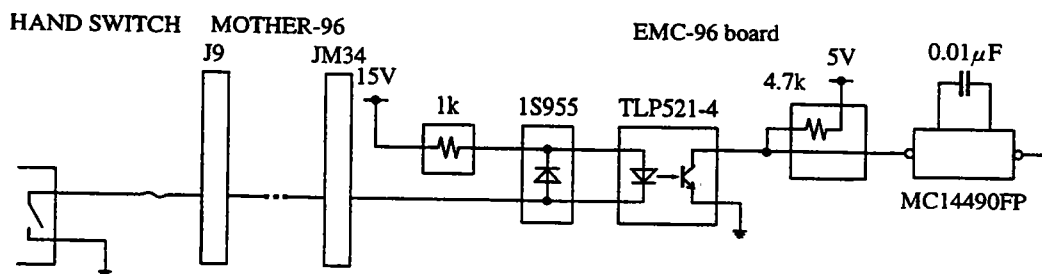 HAND SWITCH MOTHER-96
J9
JM34
EMC-96 board
15V
1k
1S955
TLP521-4
4.7k
5V
0.01μF
MC14490FP